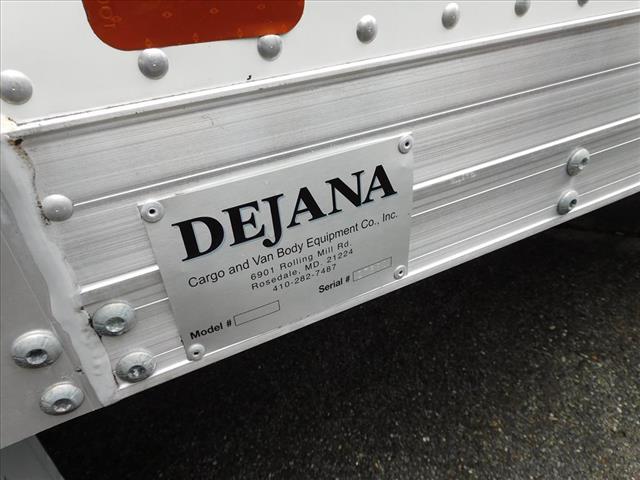 DEJANA
Cargo and Van Body Equipment Co., Inc.
6901 Rolling Mill Rd.
Rosedale, MD. 21224
410-282-7487
Model #
Serial #